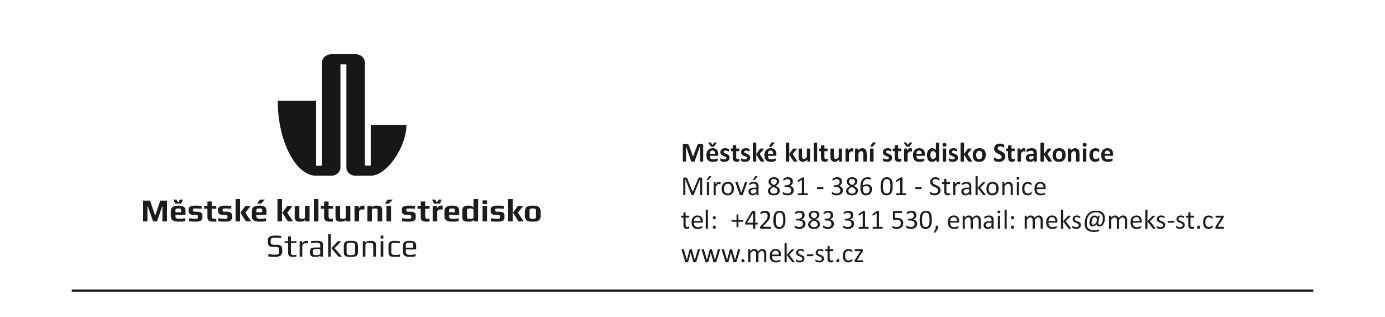 Městské kulturní středisko
Strakonice
Městské kulturní středisko Strakonice
Mírová 831 - 386 01 - Strakonice
tel:  +420 383 311 530, email: meks@meks-st.cz
www.meks-st.cz